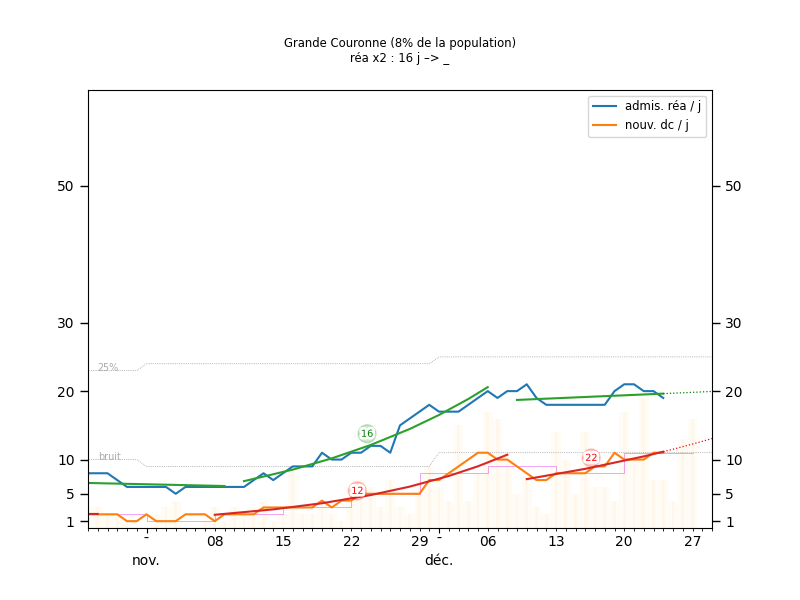 Grande Couronne (8% de la population)
réa x2 : 16 j –> _
admis. réa / j
nouv. dc / j
50 50
30 30
25%
20 20
16
bruit
22
10 10
12
5 5
1 1
- 08 15 22 29 - 06 13 20 27
nov. déc.